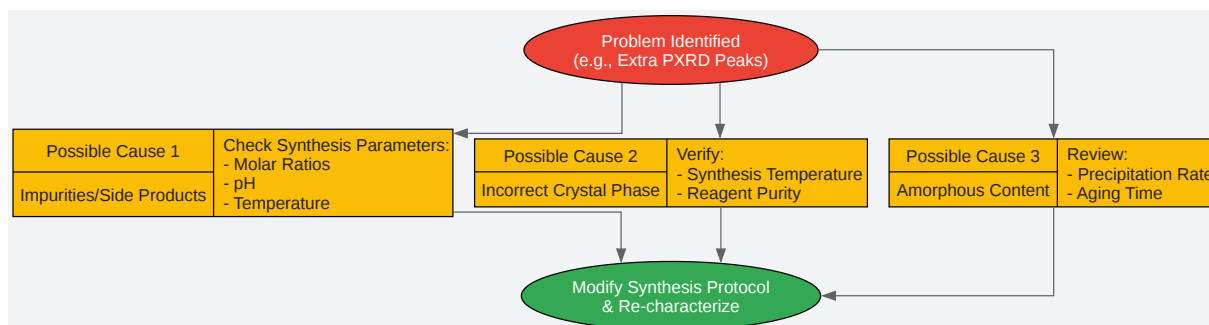 Problem Identified
(e.g., Extra PXRD Peaks)
Possible Cause 1
Impurities/Side Products
Check Synthesis Parameters:
- Molar Ratios
- pH
- Temperature
Possible Cause 2
Incorrect Crystal Phase
Verify:
- Synthesis Temperature
- Reagent Purity
Possible Cause 3
Amorphous Content
Review:
- Precipitation Rate
- Aging Time
Modify Synthesis Protocol
& Re-characterize